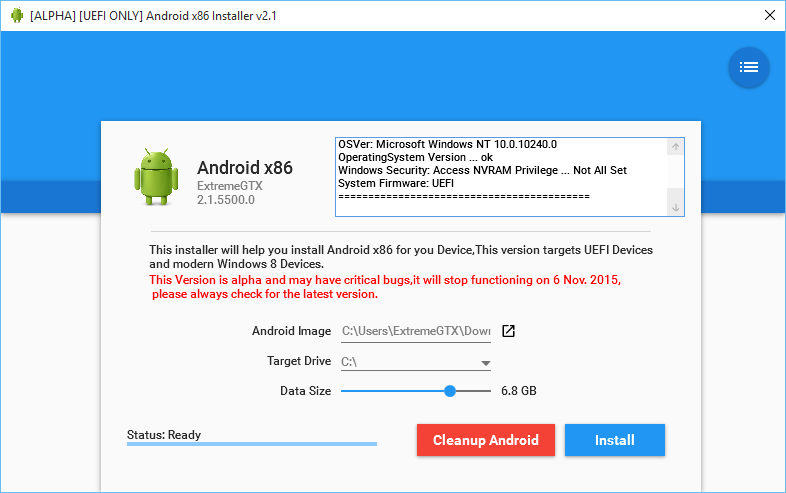 [ALPHA] [UEFI ONLY] Android x86 Installer v2.1
Android x86
ExtremeGTX
2.1.5500.0
OSVer: Microsoft Windows NT 10.0.10240.0
OperatingSystem Version ... ok
Windows Security: Access NVRAM Privilege ... Not All Set
System Firmware: UEFI
==========================================
This installer will help you install Android x86 for you Device,This version targets UEFI Devices
and modern Windows 8 Devices.
This Version is alpha and may have critical bugs,it will stop functioning on 6 Nov. 2015,
please always check for the latest version.
Android Image C:\Users\ExtremeGTX\Dow
Target Drive C:\
Data Size 6.8 GB
Status: Ready
Cleanup Android
Install